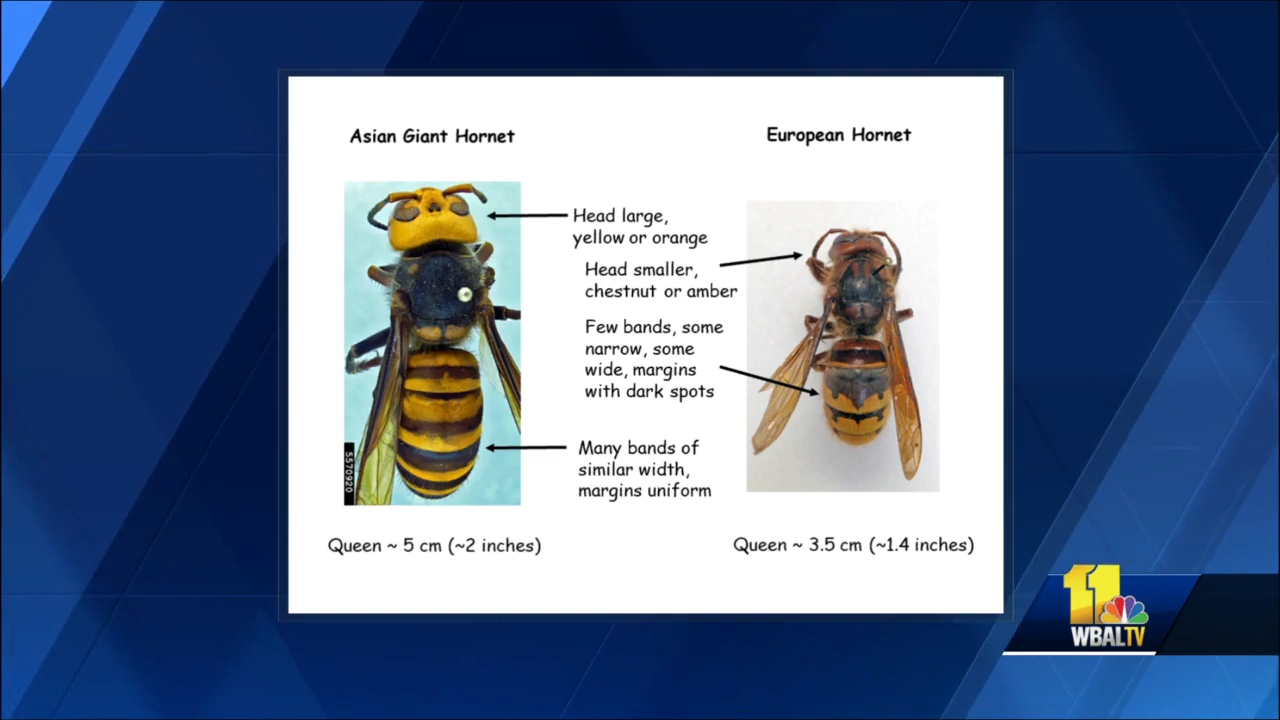 Asian Giant Hornet
European Hornet
Head large,
yellow or orange
Head smaller,
chestnut or amber
Few bands, some
narrow, some
wide, margins
with dark spots
Many bands of
similar width,
margins uniform
5570920
Queen ~ 5 cm (~2 inches)
Queen ~ 3.5 cm (~1.4 inches)
11
WBALTV